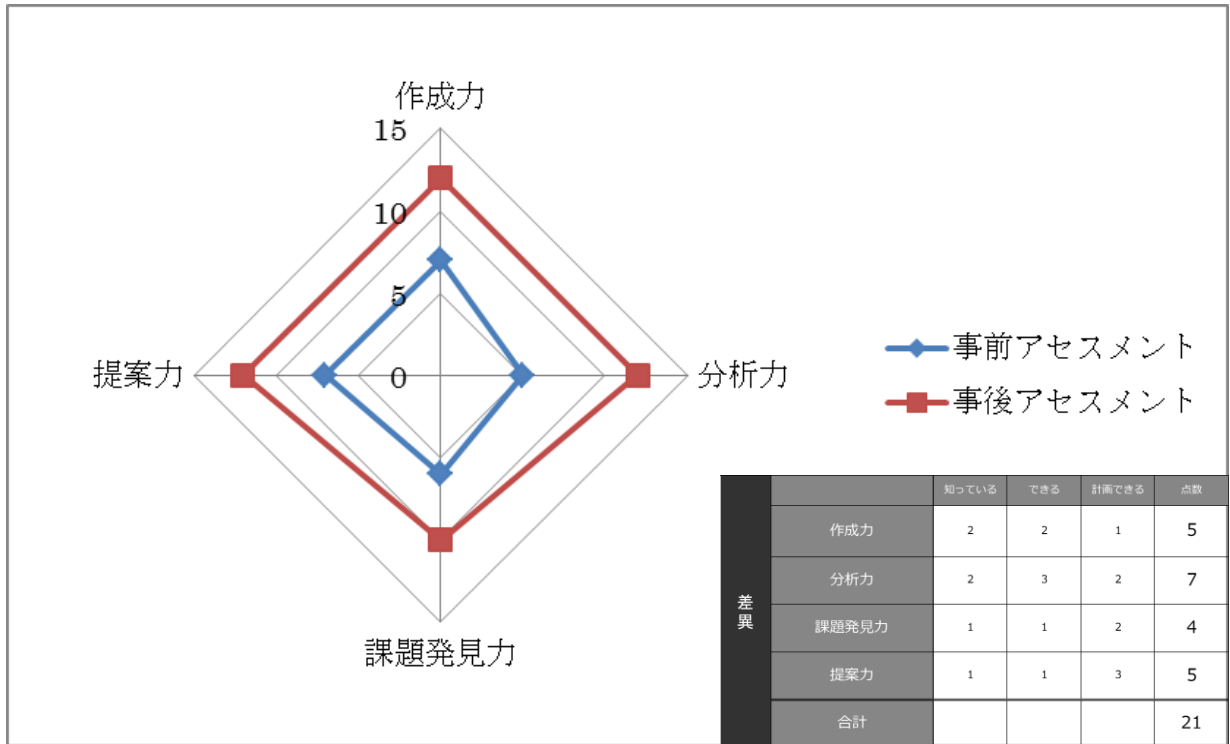 作成力
15
10
5
0
提案力
分析力
課題発見力
事前アセスメント
事後アセスメント
差異
知っている できる 計画できる 点数
作成力 2 2 1 5
分析力 2 3 2 7
課題発見力 1 1 2 4
提案力 1 1 3 5
合計 21